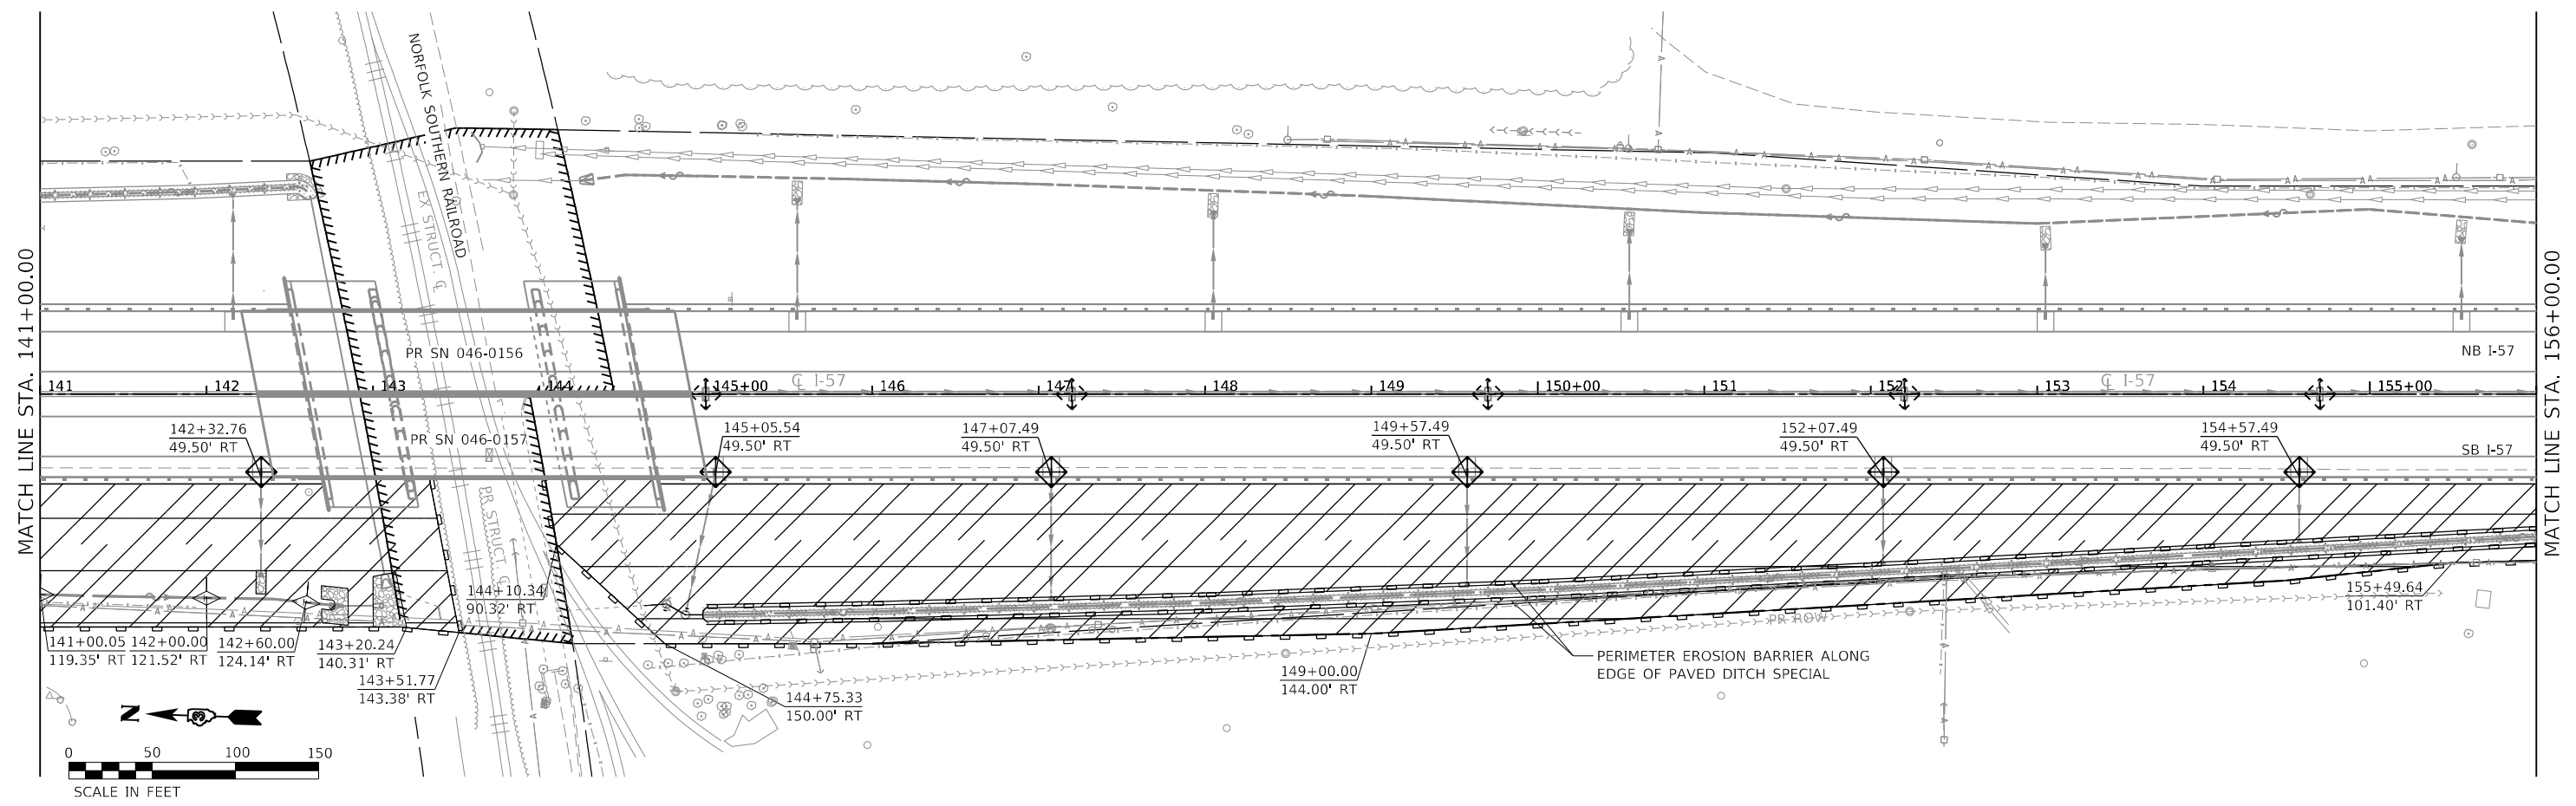 MATCH LINE STA. 141+00.00
NORFOLK SOUTHERN RAILROAD
EX STRUCT. ℄
PR SN 046-0156
NB I-57
141
142
143
144
145+00
℄ I-57
146
147
148
149
150+00
151
152
153
℄ I-57
154
155+00
PR SN 046-0157
SB I-57
142+32.76
49.50' RT
145+05.54
49.50' RT
147+07.49
49.50' RT
149+57.49
49.50' RT
152+07.49
49.50' RT
154+57.49
49.50' RT
PR STRUCT. ℄
144+10.34
90.32' RT
141+00.05
119.35' RT
142+00.00
121.52' RT
142+60.00
124.14' RT
143+20.24
140.31' RT
143+51.77
143.38' RT
144+75.33
150.00' RT
149+00.00
144.00' RT
PERIMETER EROSION BARRIER ALONG
EDGE OF PAVED DITCH SPECIAL
PR ROW
155+49.64
101.40' RT
MATCH LINE STA. 156+00.00
N
3
0 50 100 150
SCALE IN FEET